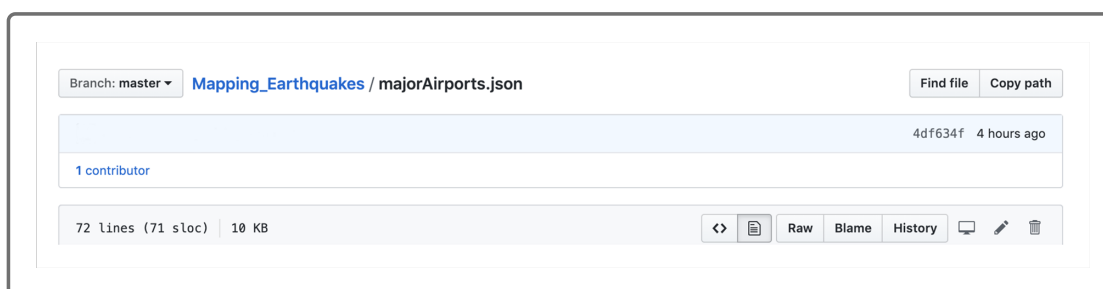 Branch: master Mapping_Earthquakes / majorAirports.json Find file Copy path
4df634f 4 hours ago
1 contributor
72 lines (71 sloc) 10 KB <> Raw Blame History